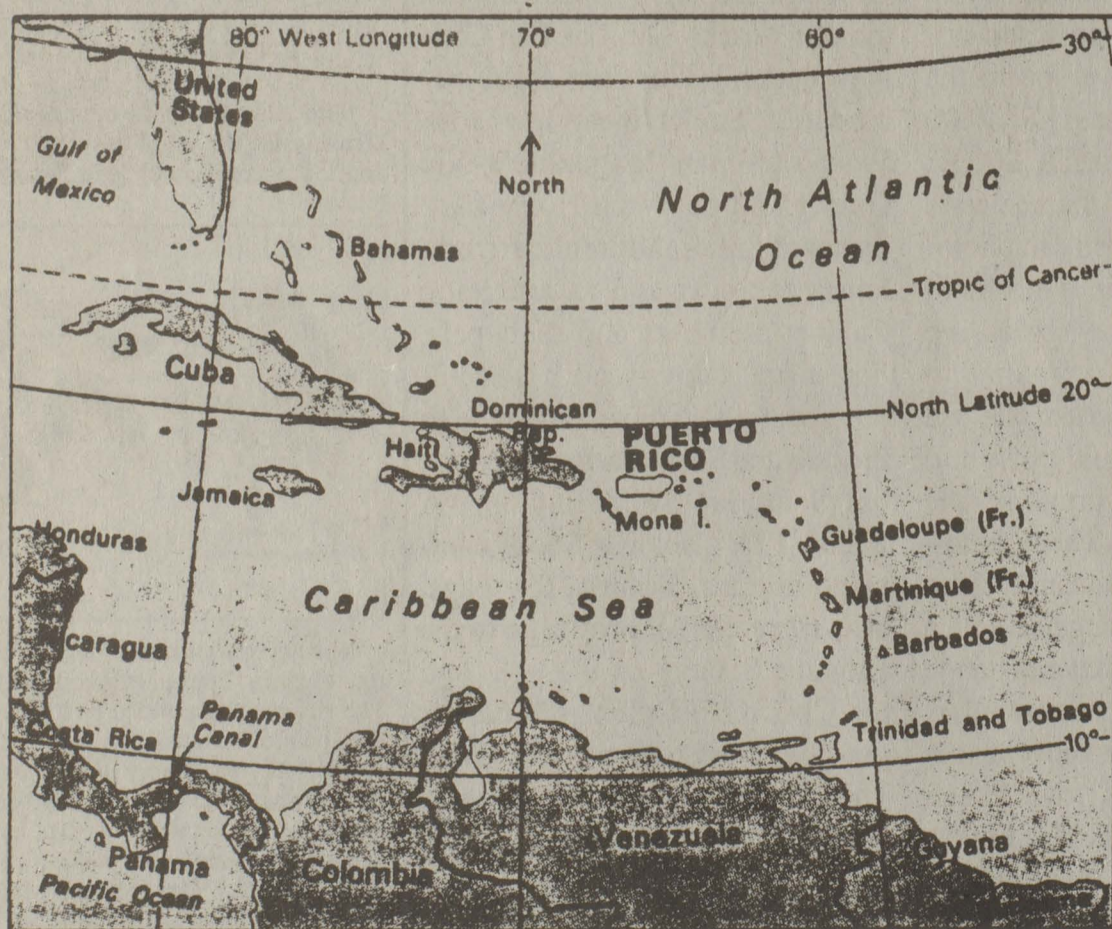 80° West Longitude
70°
60°
30°
United
States
Gulf of
Mexico
North
North Atlantic
Ocean
Bahamas
Tropic of Cancer
Cuba
North Latitude 20°
Dominican
Rep.
Haiti
PUERTO
RICO
Jamaica
Mona I.
Honduras
Guadeloupe (Fr.)
Caribbean Sea
Martinique (Fr.)
Nicaragua
Barbados
Panama
Canal
Costa Rica
Trinidad and Tobago
10°
Panama
Pacific Ocean
Colombia
Venezuela
Guyana